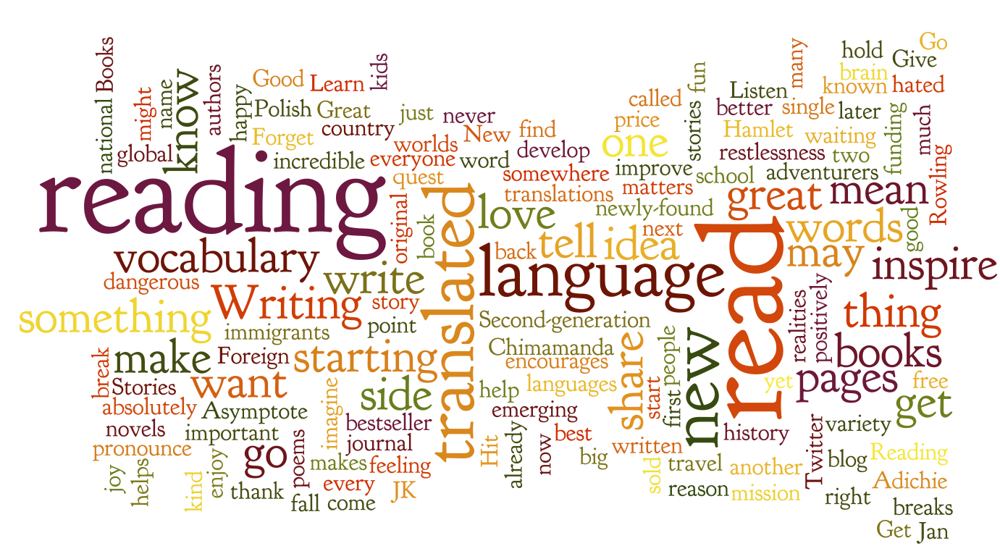 national Books
might
name
know
authors
happy
Good
Learn
kids
Polish
Great
country
Forget
global
incredible
just
never
worlds
New
find
everyone
word
develop
quest
reading
original
book
translated
somewhere
translations
love
called
price
one
improve
matters
newly-found
stories
fun
school
Listen
better
restlessness
adventurers
Hamlet
single
two
waiting
later
many
hold
brain
known
Go
Give
hated
funding
much
Rowling
great
mean
words
good
may
inspire
next
back
tell
idea
language
read
vocabulary
dangerous
write
Writing
story
something
immigrants
point
make
Foreign
starting
break
Stories
want
absolutely
Asymptote
imagine
side
novels
important
bestseller
pronounce
journal
go
poems
makes
feeling
joy
helps
kind
enjoy
thank
every
JK
fall
come
Second-generation
Chimamanda
encourages
languages
help
emerging
share
start
first
people
new
Hit
already
now
best
big
written
sold
travel
reason
history
another
mission
realities
positively
thing
books
yet
pages
free
get
Twitter
variety
blog
Reading
Adichie
right
breaks
Get
Jan